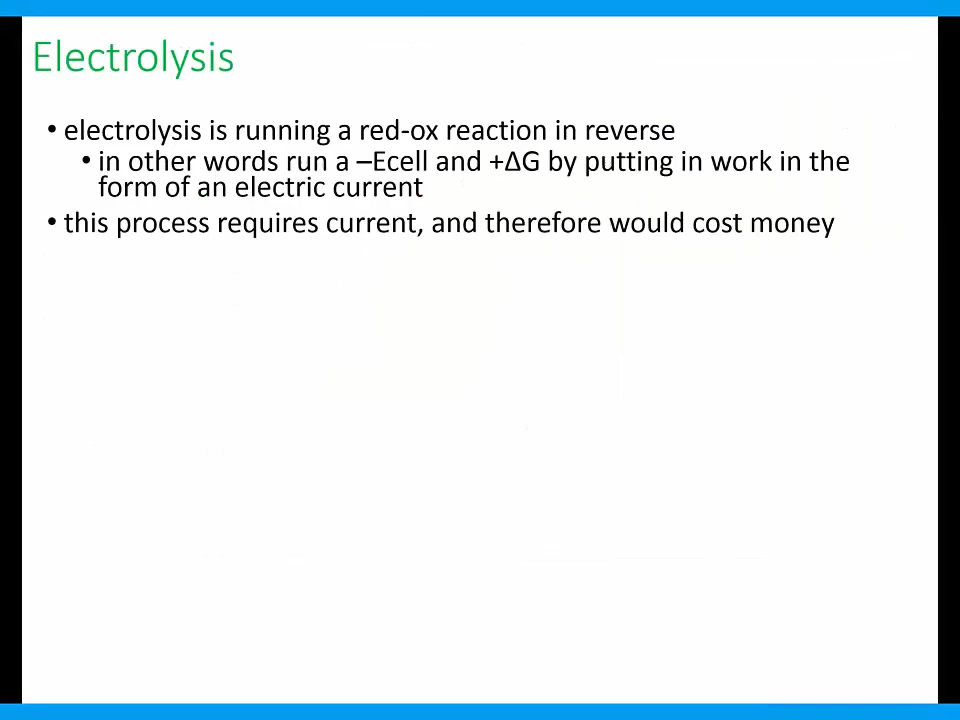 Electrolysis
• electrolysis is running a red-ox reaction in reverse
• in other words run a –Ecell and +ΔG by putting in work in the
form of an electric current
• this process requires current, and therefore would cost money